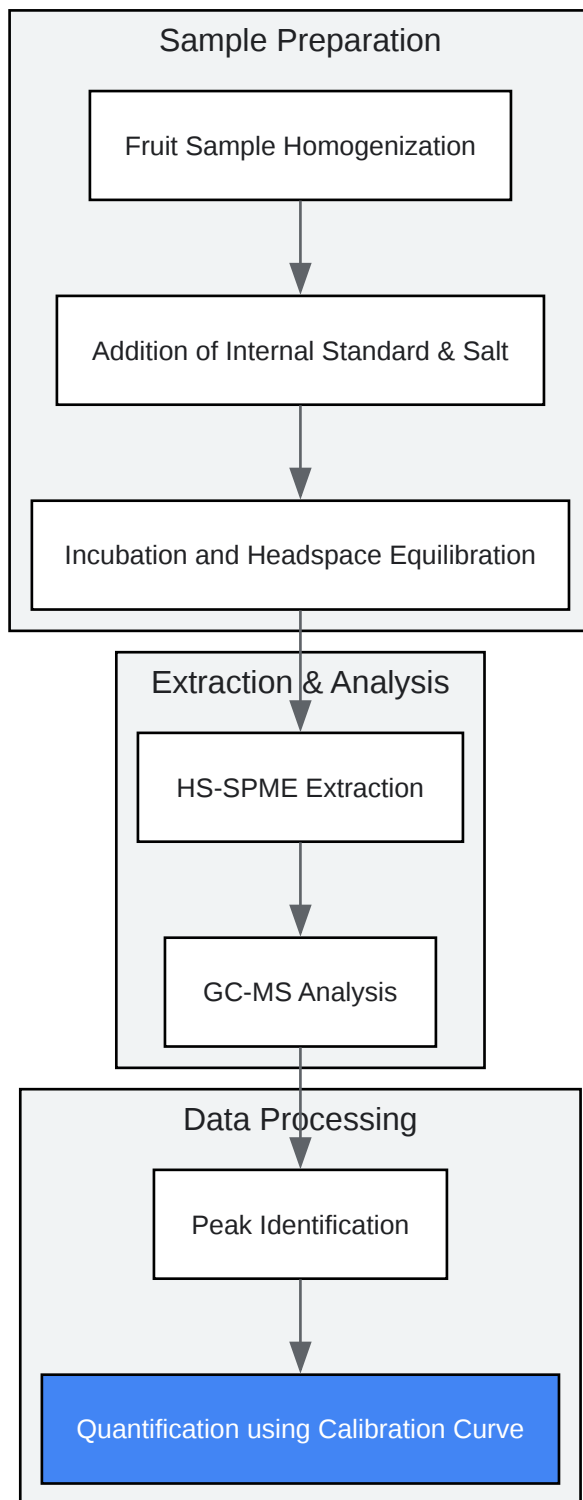 Sample Preparation
Fruit Sample Homogenization
Addition of Internal Standard & Salt
Incubation and Headspace Equilibration
Extraction & Analysis
HS-SPME Extraction
GC-MS Analysis
Data Processing
Peak Identification
Quantification using Calibration Curve